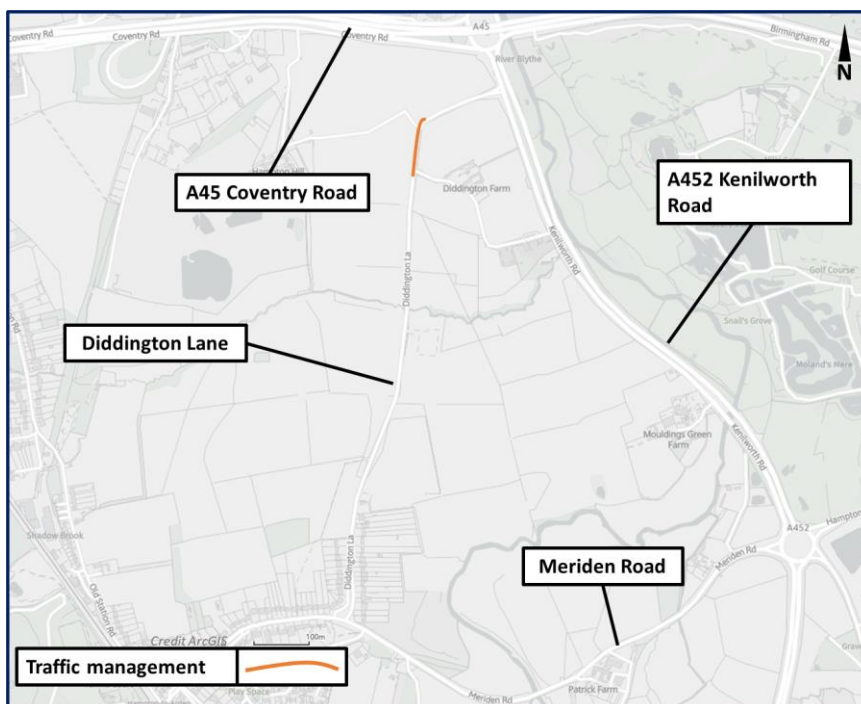 Coventry Rd
Coventry Rd
Coventry Rd
A45
Birmingham Rd
River Blythe
N
Hampton Hill
A45 Coventry Road
Diddington Farm
A452 Kenilworth
Road
Kenilworth Rd
Diddington La
Golf Course
Snail's Grove
Moland's Mere
Diddington Lane
Mouldings Green
Farm
Kenilworth Rd
Shadow Brook
A452
Hampton
Meriden Rd
Meriden Road
Diddington La
Old Station Rd
Credit ArcGIS
100m
Traffic management
Play Space
Meriden Rd
Patrick Farm